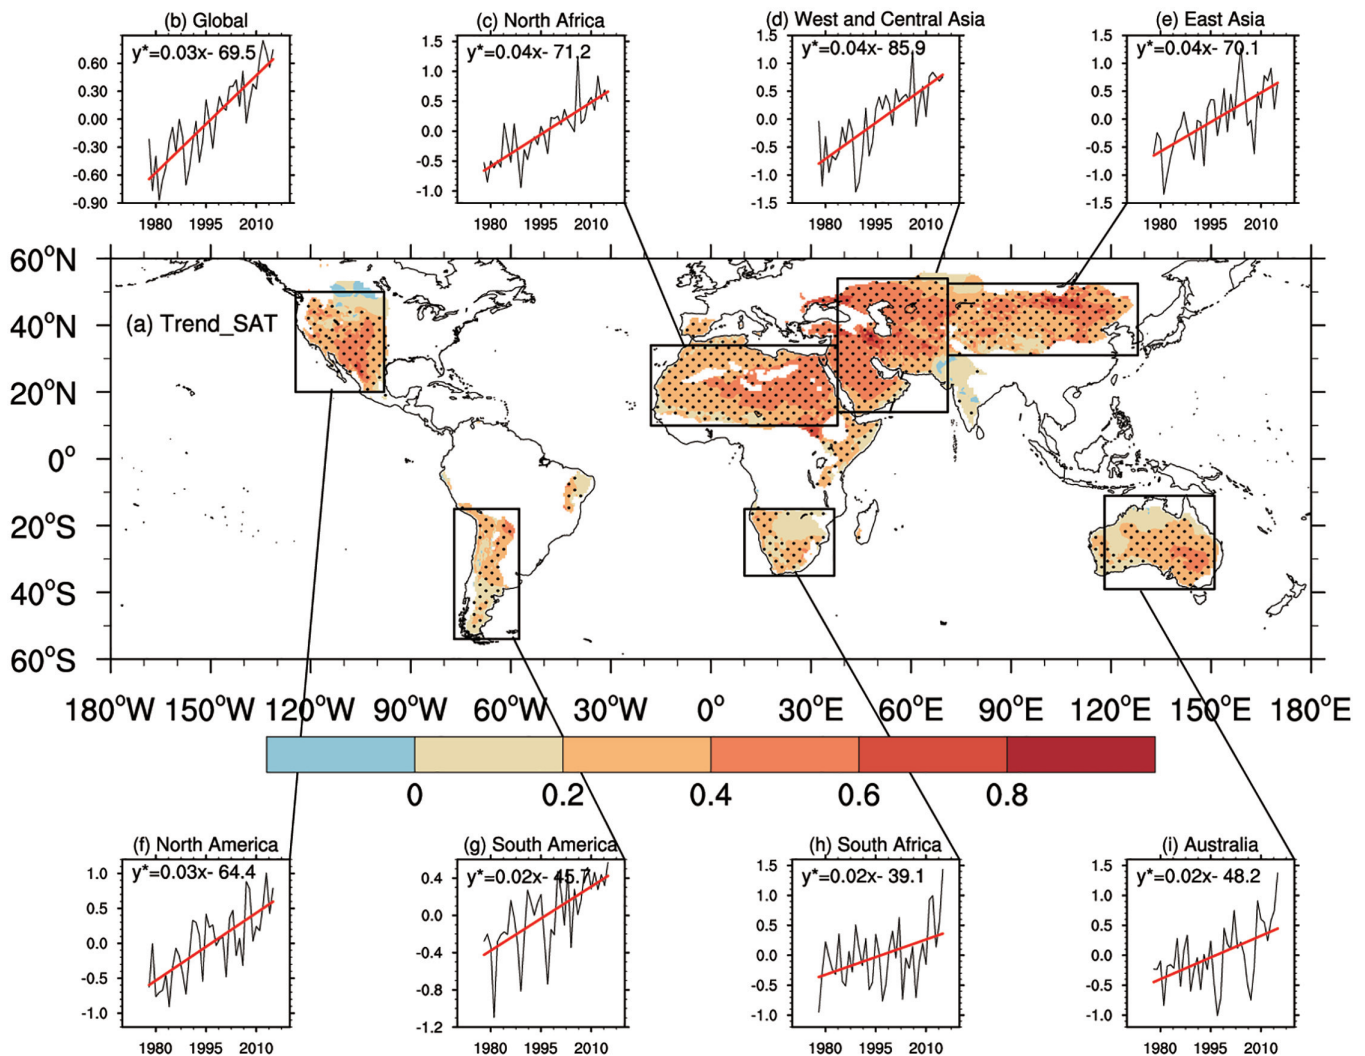 (b) Global
(c) North Africa
(d) West and Central Asia
(e) East Asia
y*=0.03x- 69.5
0.60
0.30
0.00
-0.30
-0.60
-0.90
1980 1995 2010
y*=0.04x- 71.2
1.5
1.0
0.5
0.0
-0.5
-1.0
1980 1995 2010
y*=0.04x- 85.9
1.5
1.0
0.5
0.0
-0.5
-1.0
-1.5
1980 1995 2010
y*=0.04x- 70.1
1.5
1.0
0.5
0.0
-0.5
-1.0
-1.5
1980 1995 2010
(a) Trend_SAT
60°N
40°N
20°N
0°
20°S
40°S
60°S
180°W 150°W 120°W 90°W 60°W 30°W 0° 30°E 60°E 90°E 120°E 150°E 180°E
0 0.2 0.4 0.6 0.8
(f) North America
(g) South America
(h) South Africa
(i) Australia
y*=0.03x- 64.4
1.0
0.5
0.0
-0.5
-1.0
1980 1995 2010
y*=0.02x- 45.7
0.4
0.0
-0.4
-0.8
-1.2
1980 1995 2010
y*=0.02x- 39.1
1.5
1.0
0.5
0.0
-0.5
-1.0
1980 1995 2010
y*=0.02x- 48.2
1.5
1.0
0.5
0.0
-0.5
-1.0
1980 1995 2010